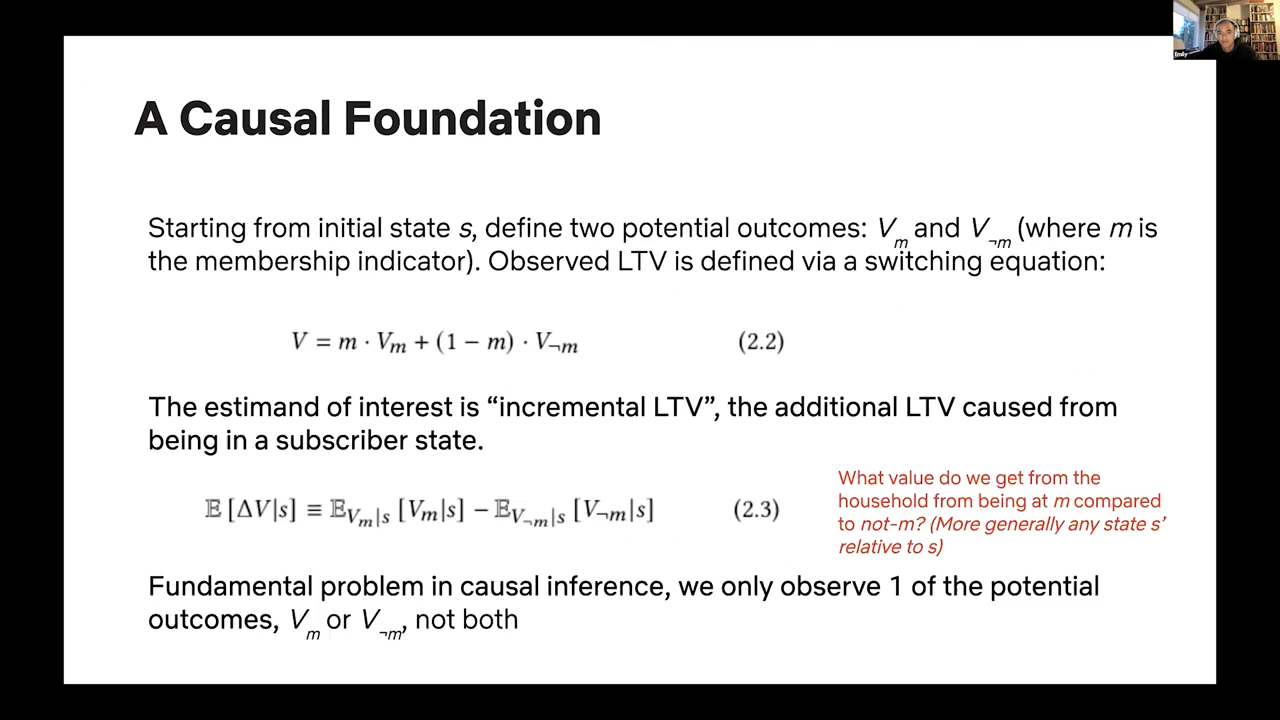 A Causal Foundation
Starting from initial state s, define two potential outcomes: Vₘ and V¬ₘ (where m is
the membership indicator). Observed LTV is defined via a switching equation:
V = m · Vₘ + (1 − m) · V¬ₘ (2.2)
The estimand of interest is “incremental LTV”, the additional LTV caused from
being in a subscriber state.
𝔼 [ΔV|s] ≡ 𝔼_{Vₘ|s} [Vₘ|s] − 𝔼_{V¬ₘ|s} [V¬ₘ|s] (2.3)
What value do we get from the
household from being at m compared
to not-m? (More generally any state s’
relative to s)
Fundamental problem in causal inference, we only observe 1 of the potential
outcomes, Vₘ or V¬ₘ, not both
Emily